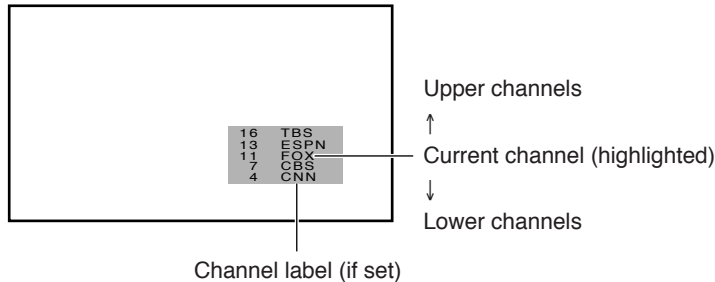 Upper channels
↑
16 TBS
13 ESPN
11 FOX
7 CBS
4 CNN
Current channel (highlighted)
↓
Lower channels
Channel label (if set)